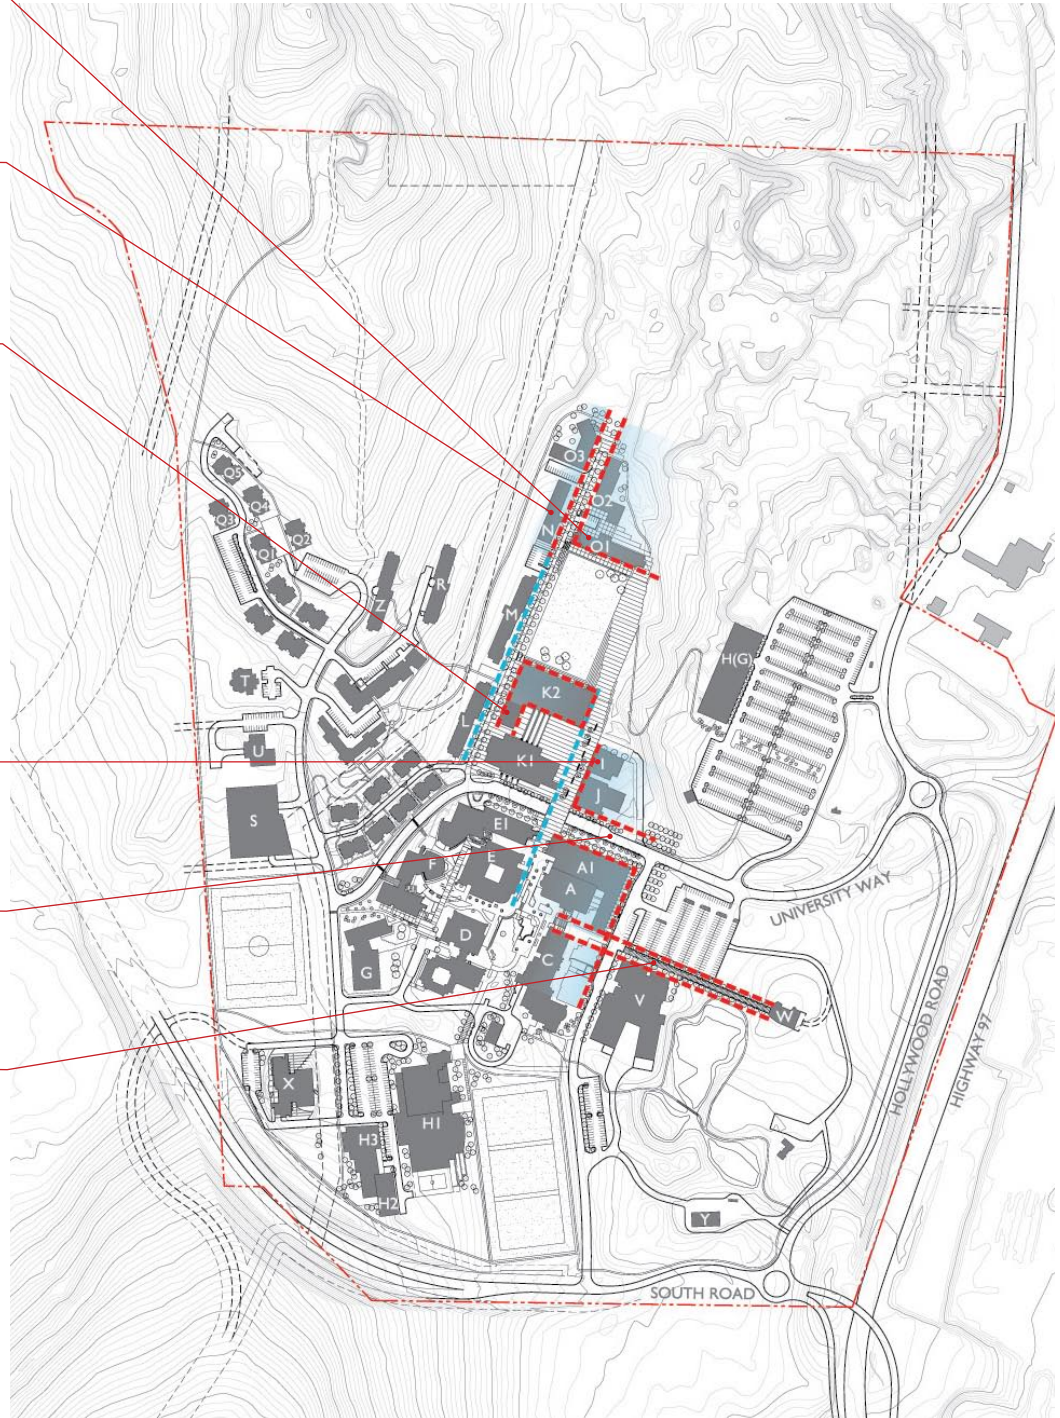 O3
Q5
Q4
O2
Q3
Q2
N
Q1
O1
R
Z
M
H(G)
T
K2
L
U
K1
I
J
S
E1
E
F
A1
A
UNIVERSITY WAY
D
C
G
V
W
HOLLYWOOD ROAD
HIGHWAY 97
X
H1
H3
H2
Y
SOUTH ROAD